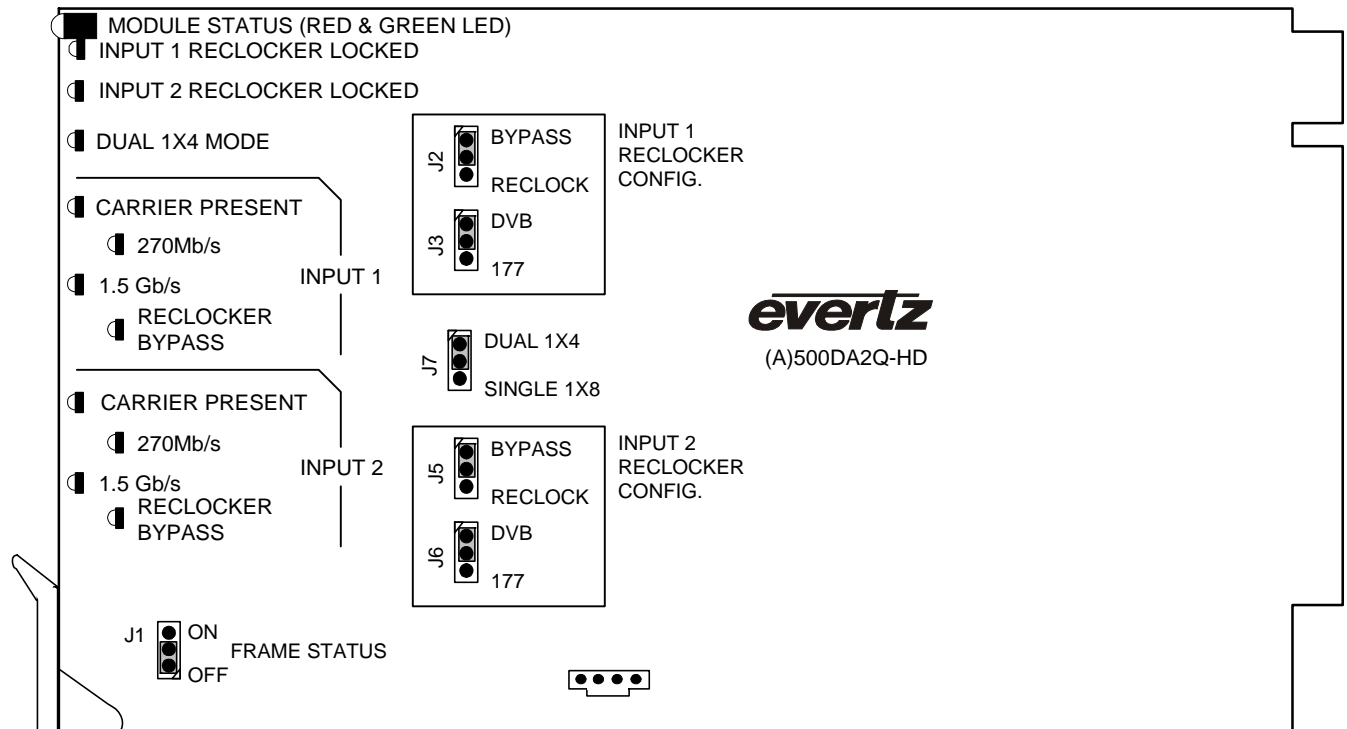 MODULE STATUS (RED & GREEN LED)
INPUT 1 RECLOCKER LOCKED
INPUT 2 RECLOCKER LOCKED
DUAL 1X4 MODE
CARRIER PRESENT
270Mb/s
1.5 Gb/s
RECLOCKER
BYPASS
INPUT 1
CARRIER PRESENT
270Mb/s
1.5 Gb/s
RECLOCKER
BYPASS
INPUT 2
J2
BYPASS
RECLOCK
J3
DVB
177
INPUT 1
RECLOCKER
CONFIG.
J7
DUAL 1X4
SINGLE 1X8
J5
BYPASS
RECLOCK
J6
DVB
177
INPUT 2
RECLOCKER
CONFIG.
evertz
(A)500DA2Q-HD
J1
ON
OFF
FRAME STATUS